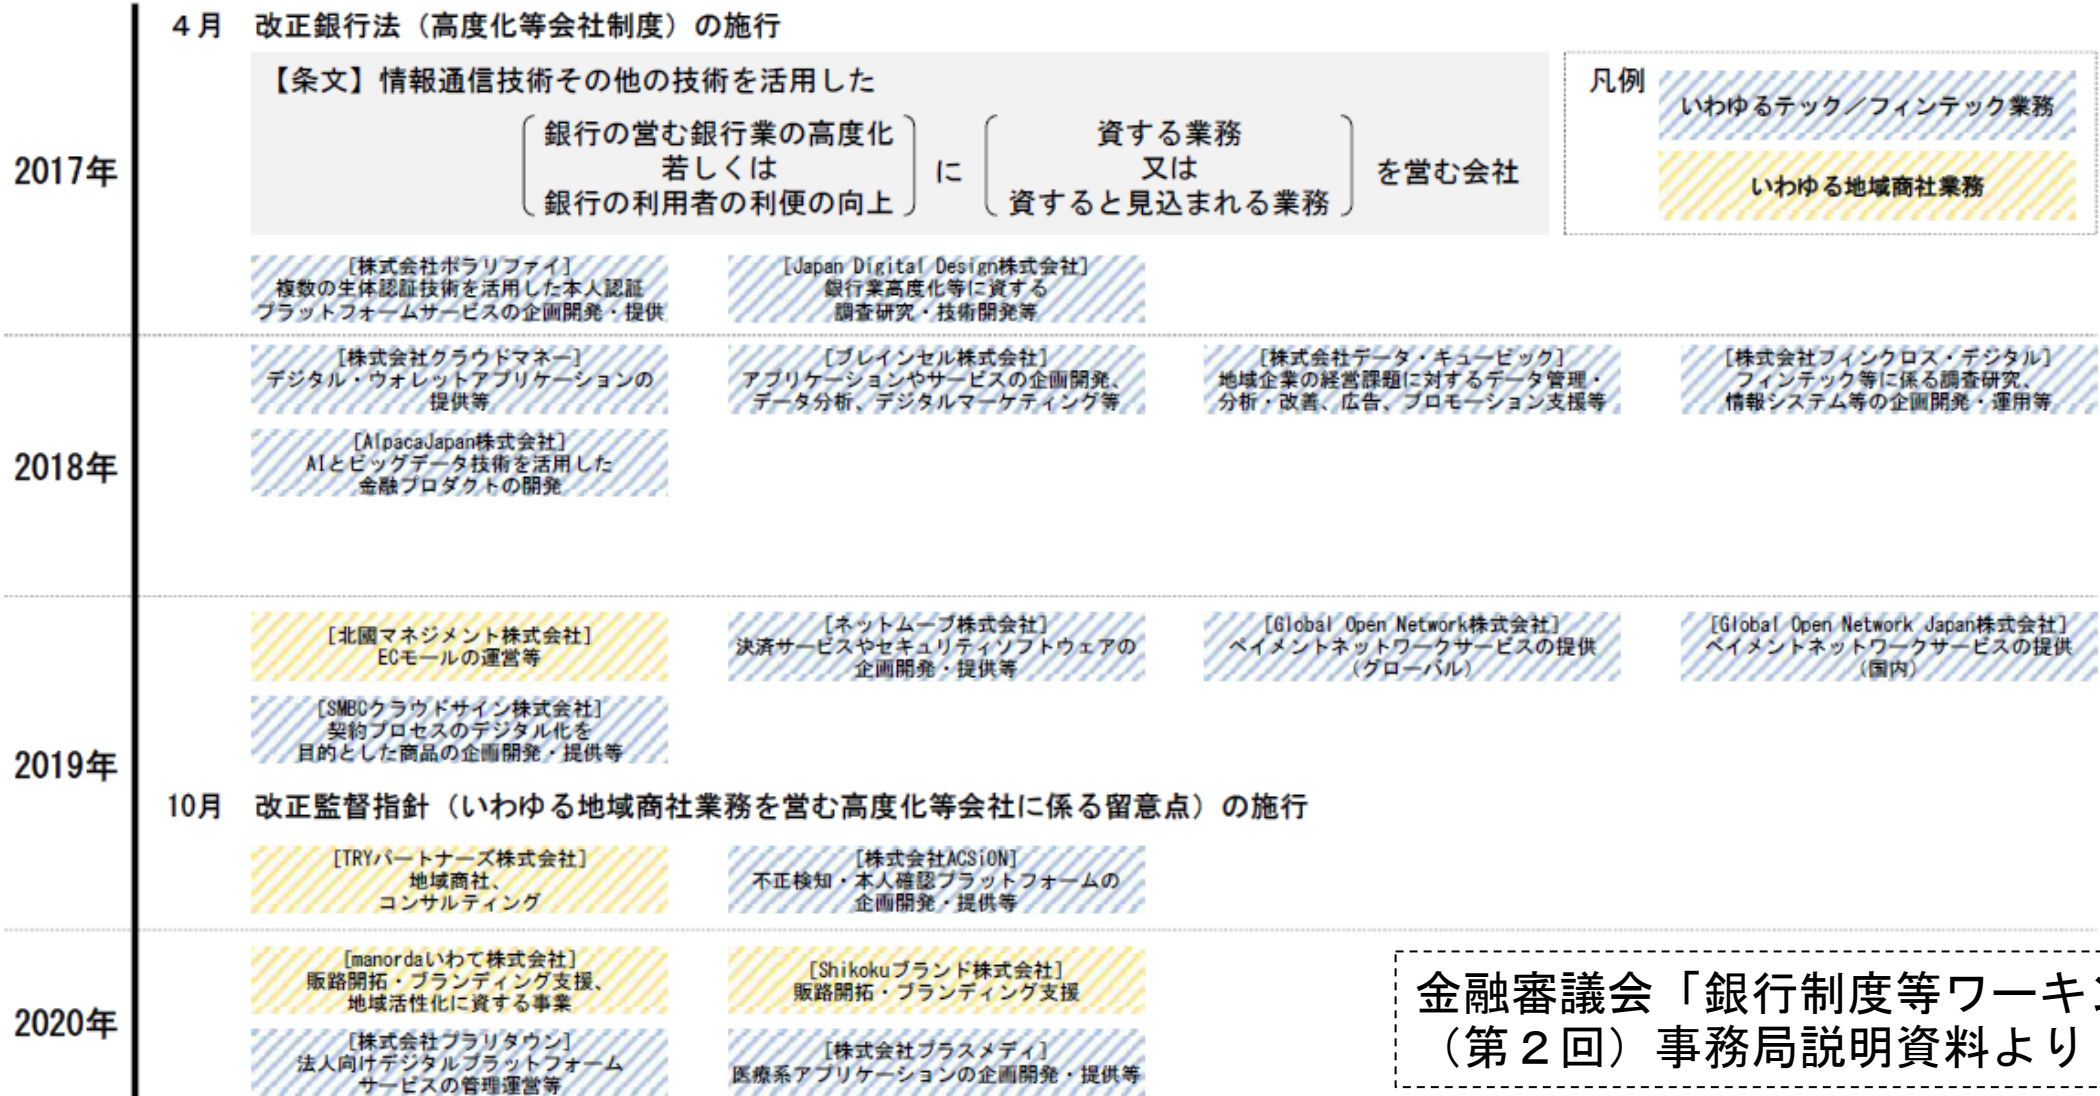 4月 改正銀行法（高度化等会社制度）の施行
【条文】情報通信技術その他の技術を活用した
銀行の営む銀行業の高度化
若しくは
銀行の利用者の利便の向上
に
資する業務
又は
資すると見込まれる業務
を営む会社
凡例
いわゆるテック／フィンテック業務
いわゆる地域商社業務
2017年
[株式会社ポラリファイ]
複数の生体認証技術を活用した本人認証
プラットフォームサービスの企画開発・提供
[Japan Digital Design株式会社]
銀行業高度化等に資する
調査研究・技術開発等
2018年
[株式会社クラウドマネー]
デジタル・ウォレットアプリケーションの
提供等
[ブレインセル株式会社]
アプリケーションやサービスの企画開発、
データ分析、デジタルマーケティング等
[株式会社データ・キュービック]
地域企業の経営課題に対するデータ管理・
分析・改善、広告、プロモーション支援等
[株式会社フィンクロス・デジタル]
フィンテック等に係る調査研究、
情報システム等の企画開発・運用等
[AlpacaJapan株式会社]
AIとビッグデータ技術を活用した
金融プロダクトの開発
2019年
[北國マネジメント株式会社]
ECモールの運営等
[ネットムーブ株式会社]
決済サービスやセキュリティソフトウェアの
企画開発・提供等
[Global Open Network株式会社]
ペイメントネットワークサービスの提供
(グローバル)
[Global Open Network Japan株式会社]
ペイメントネットワークサービスの提供
(国内)
[SMBCクラウドサイン株式会社]
契約プロセスのデジタル化を
目的とした商品の企画開発・提供等
10月 改正監督指針（いわゆる地域商社業務を営む高度化等会社に係る留意点）の施行
[TRYパートナーズ株式会社]
地域商社、
コンサルティング
[株式会社ACSiON]
不正検知・本人確認プラットフォームの
企画開発・提供等
2020年
[manordaいわて株式会社]
販路開拓・ブランディング支援、
地域活性化に資する事業
[Shikokuブランド株式会社]
販路開拓・ブランディング支援
[株式会社プラリタウン]
法人向けデジタルプラットフォーム
サービスの管理運営等
[株式会社プラスメディ]
医療系アプリケーションの企画開発・提供等
金融審議会「銀行制度等ワーキン
（第２回）事務局説明資料より